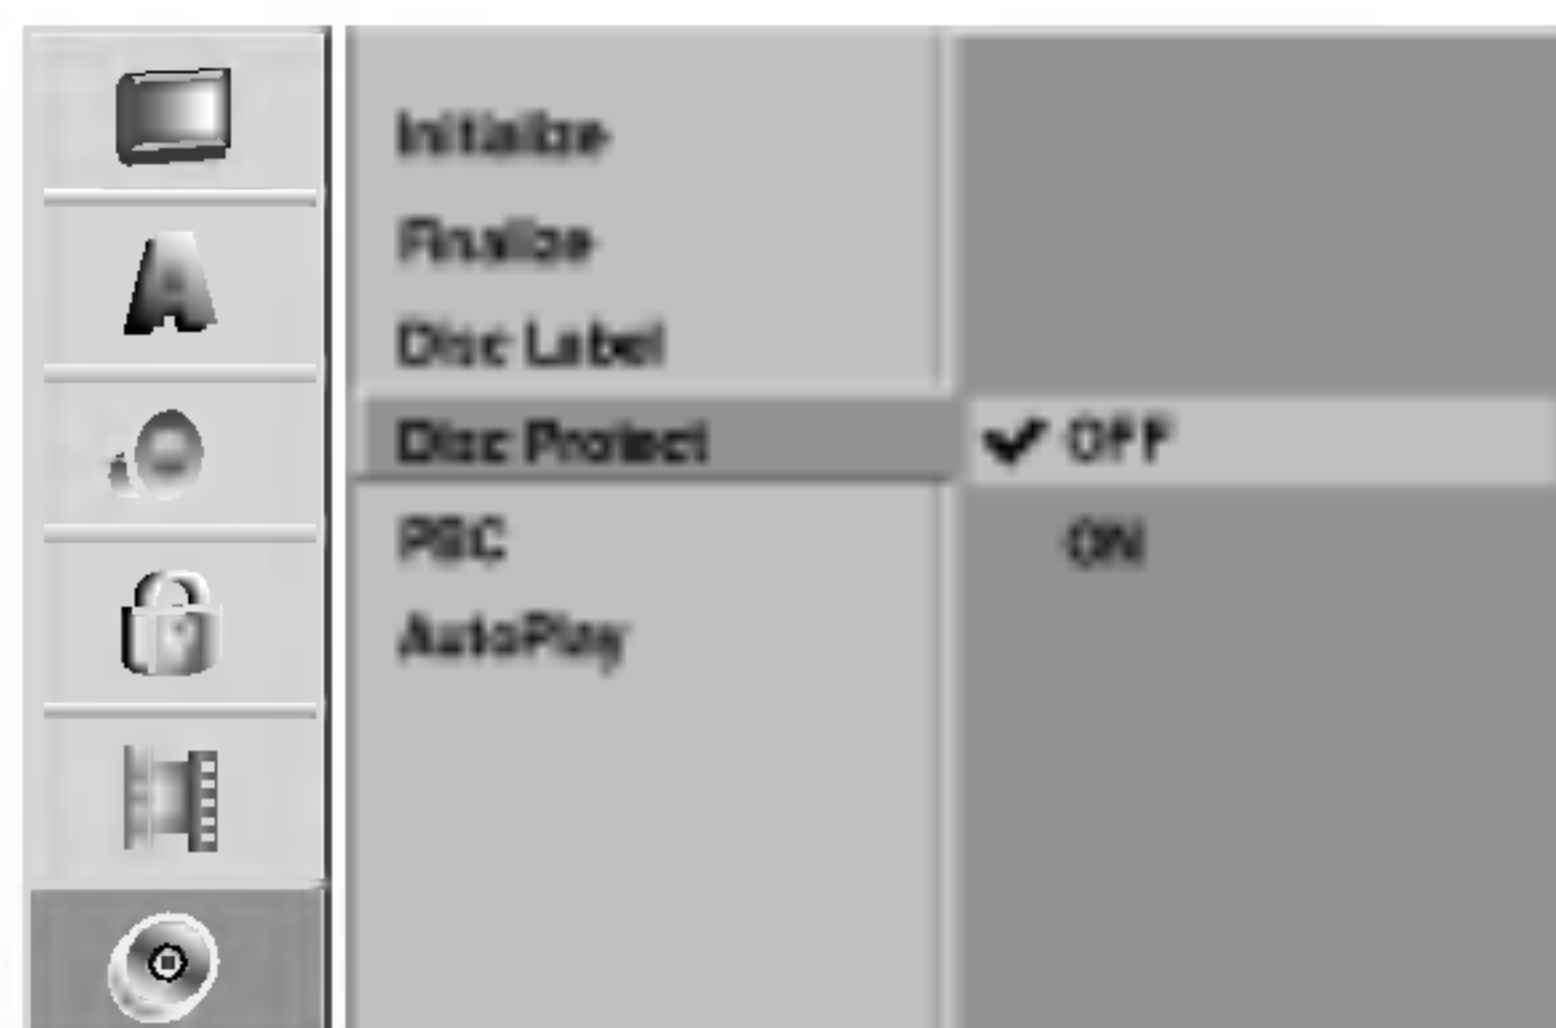 Initialize
Finalize
Disc Label
Disc Protect
✔ OFF
ON
PBC
AutoPlay